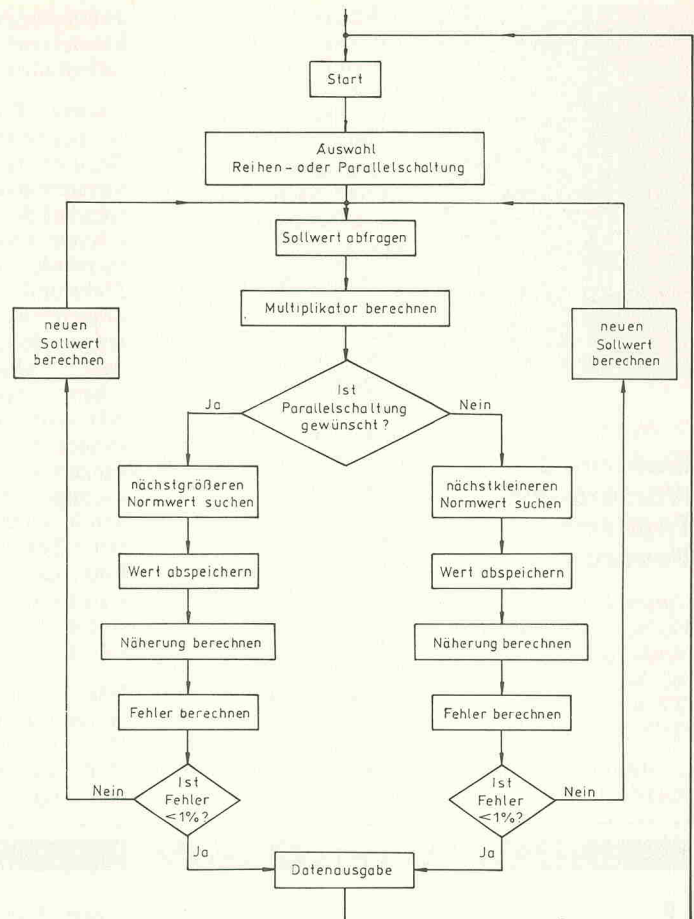 Start
Auswahl
Reihen- oder Parallelschaltung
Sollwert abfragen
Multiplikator berechnen
neuen
Sollwert
berechnen
neuen
Sollwert
berechnen
Ist
Parallelschaltung
gewünscht?
Ja
Nein
nächstgrößeren
Normwert suchen
nächstkleineren
Normwert suchen
Wert abspeichern
Wert abspeichern
Näherung berechnen
Näherung berechnen
Fehler berechnen
Fehler berechnen
Ist
Fehler
<1%?
Nein
Ja
Ist
Fehler
<1%?
Nein
Ja
Datenausgabe